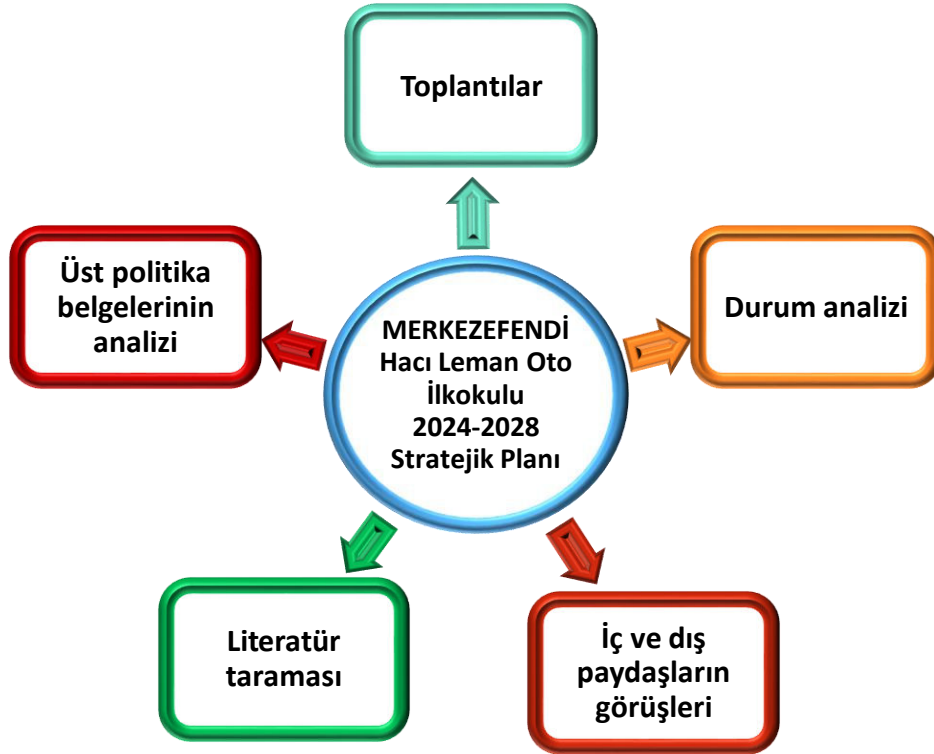 Toplantılar
Üst politika
belgelerinin
analizi
MERKEZEFENDİ
Hacı Leman Oto
İlkokulu
2024-2028
Stratejik Planı
Durum analizi
Literatür
taraması
İç ve dış
paydaşların
görüşleri